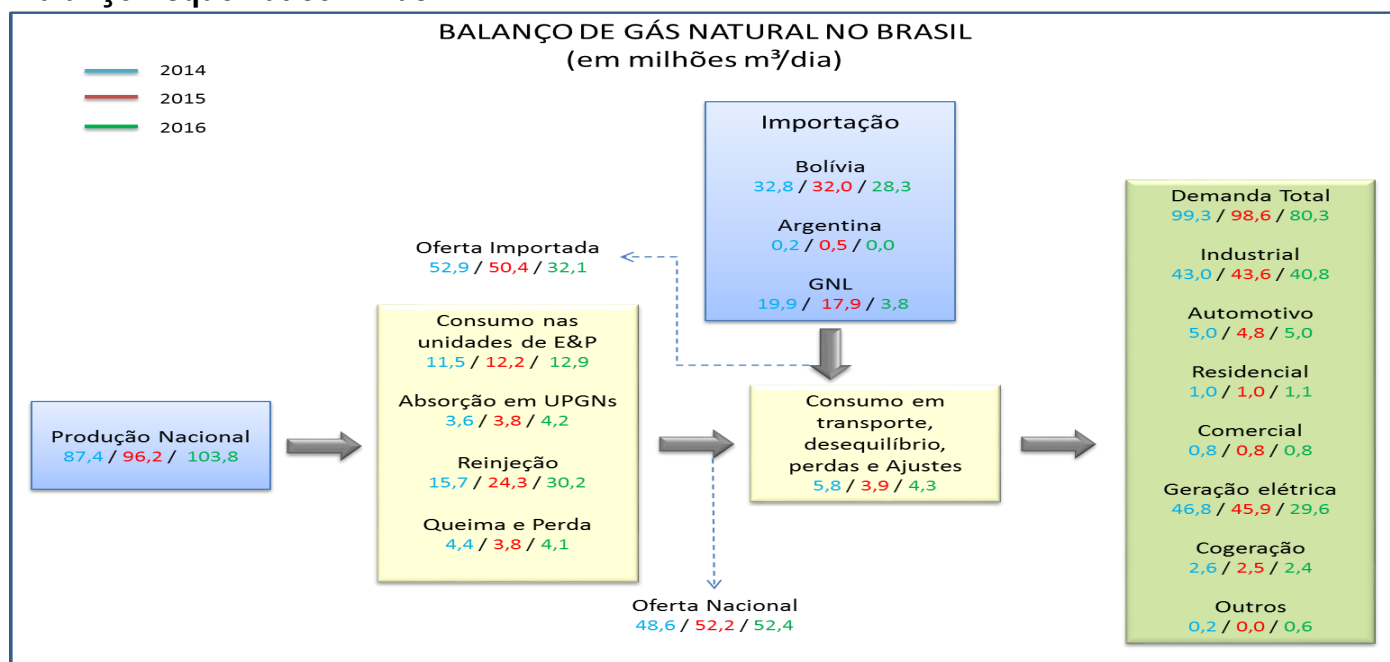 BALANÇO DE GÁS NATURAL NO BRASIL
(em milhões m³/dia)
2014
2015
2016
Importação
Bolívia
32,8 / 32,0 / 28,3
Argentina
0,2 / 0,5 / 0,0
GNL
19,9 / 17,9 / 3,8
Oferta Importada
52,9 / 50,4 / 32,1
Produção Nacional
87,4 / 96,2 / 103,8
Consumo nas
unidades de E&P
11,5 / 12,2 / 12,9
Absorção em UPGNs
3,6 / 3,8 / 4,2
Reinjeção
15,7 / 24,3 / 30,2
Queima e Perda
4,4 / 3,8 / 4,1
Oferta Nacional
48,6 / 52,2 / 52,4
Consumo em
transporte,
desequilíbrio,
perdas e Ajustes
5,8 / 3,9 / 4,3
Demanda Total
99,3 / 98,6 / 80,3
Industrial
43,0 / 43,6 / 40,8
Automotivo
5,0 / 4,8 / 5,0
Residencial
1,0 / 1,0 / 1,1
Comercial
0,8 / 0,8 / 0,8
Geração elétrica
46,8 / 45,9 / 29,6
Cogeração
2,6 / 2,5 / 2,4
Outros
0,2 / 0,0 / 0,6